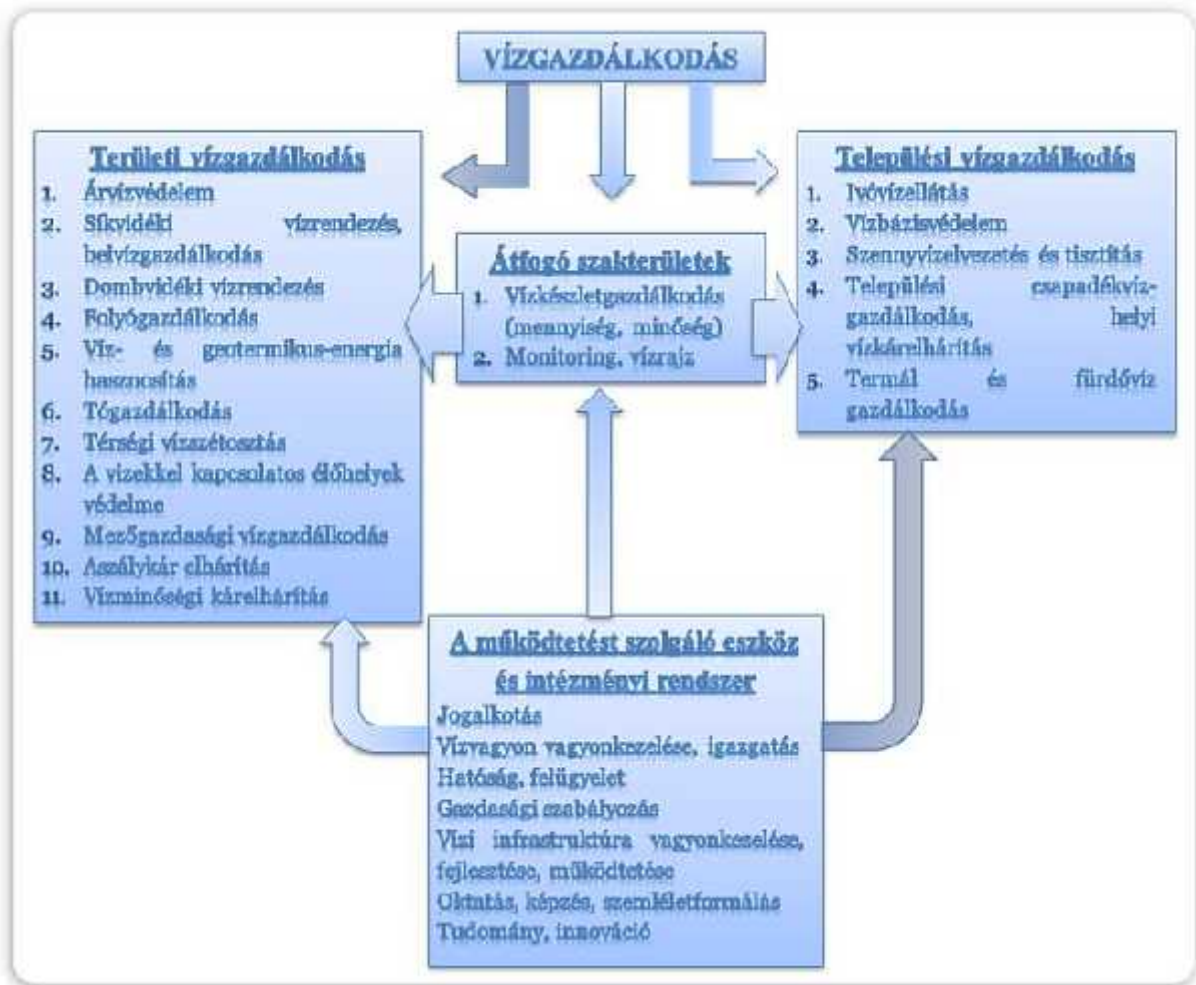 VÍZGAZDÁLKODÁS
Területi vízgazdálkodás
1. Árvízvédelem
2. Síkvidéki vízrendezés,
belvízgazdálkodás
3. Dombvidéki vízrendezés
4. Folyógazdálkodás
5. Víz- és geotermikus-energia
hasznosítás
6. Tógazdálkodás
7. Térségi vízszétosztás
8. A vizekkel kapcsolatos élőhelyek
védelme
9. Mezőgazdasági vízgazdálkodás
10. Aszálykár elhárítás
11. Vízminőségi kárelhárítás
Átfogó szakterületek
1. Vízkészletgazdálkodás
(mennyiség, minőség)
2. Monitoring, vízrajz
Települési vízgazdálkodás
1. Ivóvízellátás
2. Vízbázisvédelem
3. Szennyvízelvezetés és tisztítás
4. Települési csapadékvíz-
gazdálkodás, helyi
vízkárelhárítás
5. Termál és fürdővíz
gazdálkodás
A működtetést szolgáló eszköz
és intézményi rendszer
Jogalkotás
Vízvagyon vagyonkezelése, igazgatás
Hatóság, felügyelet
Gazdasági szabályozás
Vízi infrastruktúra vagyonkezelése,
fejlesztése, működtetése
Oktatás, képzés, szemléletformálás
Tudomány, innováció